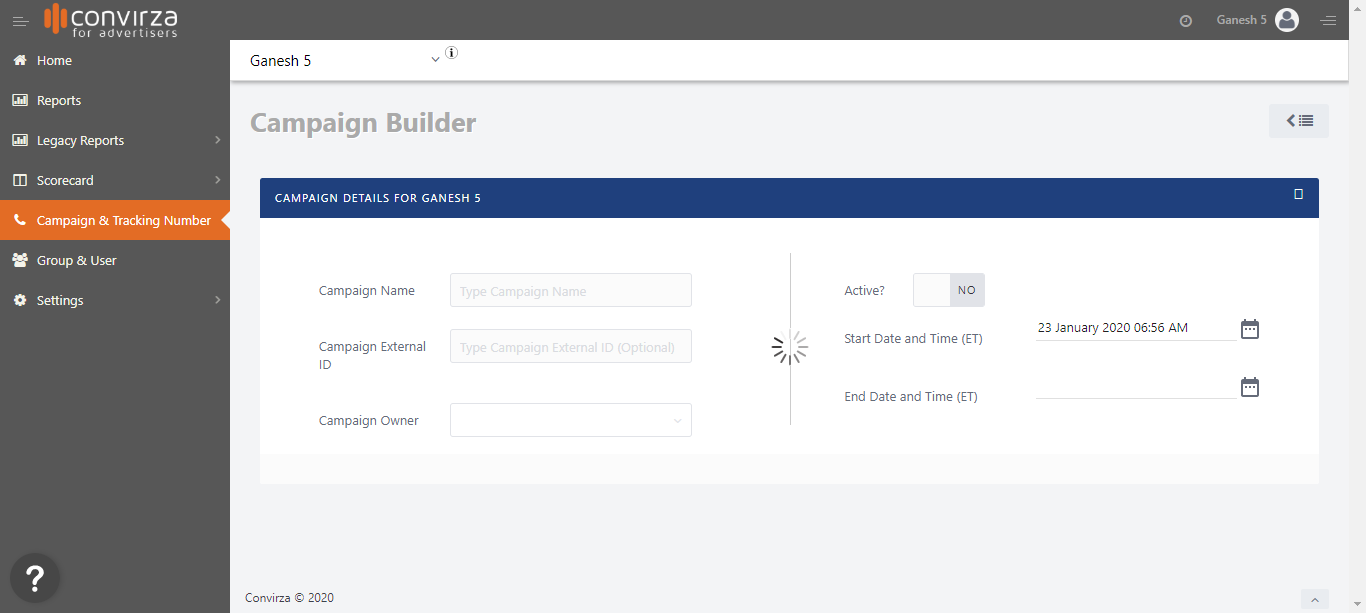 convirza
for advertisers
Ganesh 5
Home
Ganesh 5
Reports
Campaign Builder
Legacy Reports
Scorecard
CAMPAIGN DETAILS FOR GANESH 5
Campaign & Tracking Number
Group & User
Settings
Campaign Name
Type Campaign Name
Campaign External
ID
Type Campaign External ID (Optional)
Campaign Owner
Active?
NO
Start Date and Time (ET)
23 January 2020 06:56 AM
End Date and Time (ET)
?
Convirza © 2020